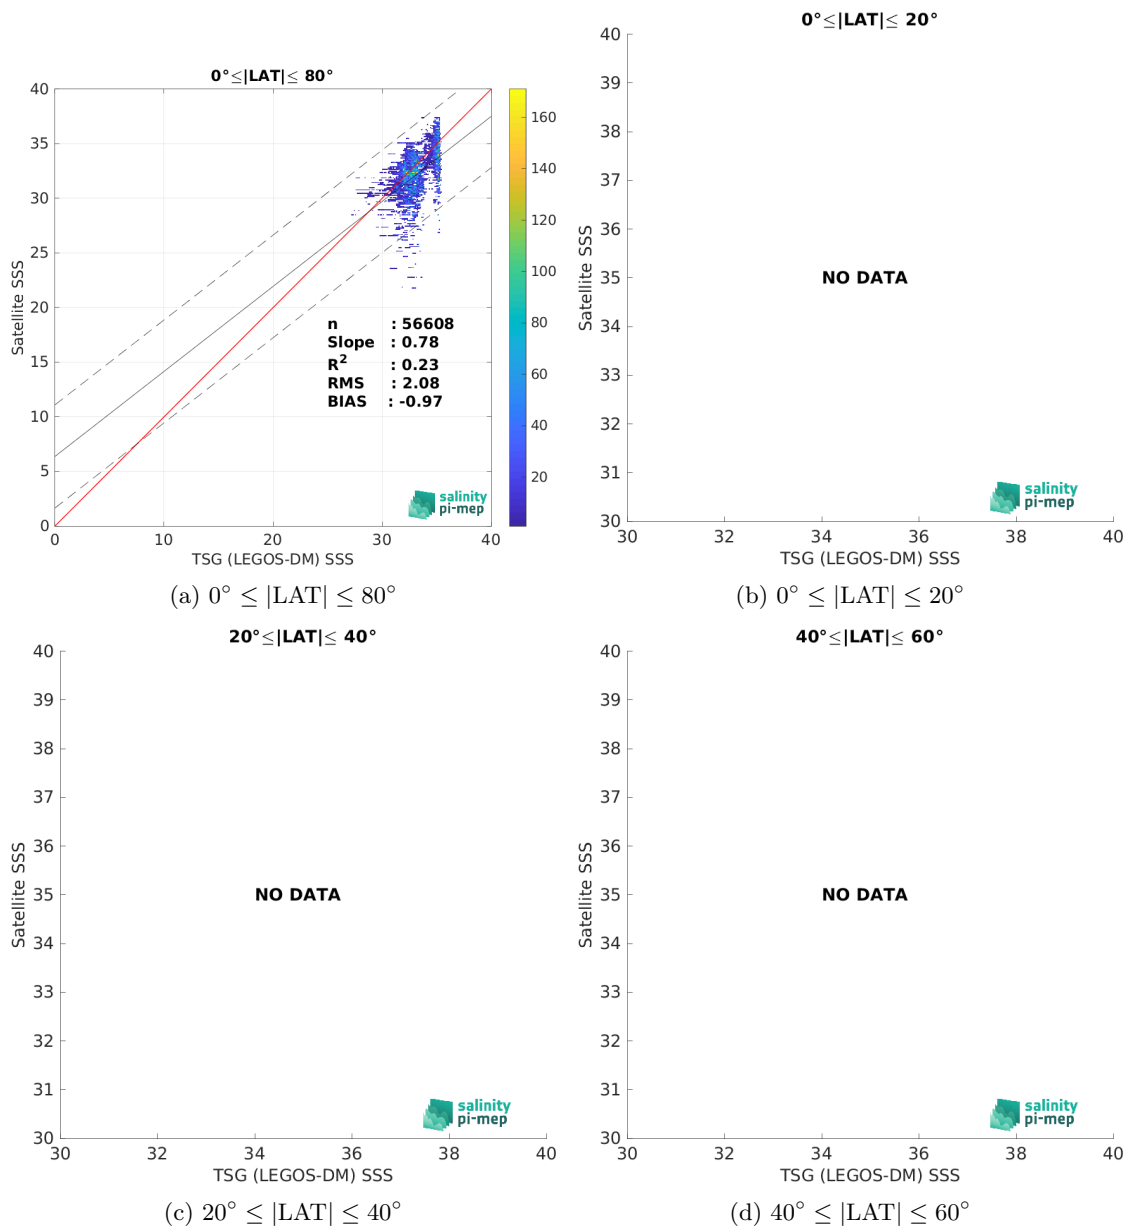 0°≤|LAT|≤ 80°
40
35
30
25
20
15
10
5
0
0
10
20
30
40
160
140
120
100
80
60
40
20
Satellite SSS
TSG (LEGOS-DM) SSS
n : 56608
Slope : 0.78
R² : 0.23
RMS : 2.08
BIAS : -0.97
salinity
pi-mep
(a) 0° ≤ |LAT| ≤ 80°
0°≤|LAT|≤ 20°
40
39
38
37
36
35
34
33
32
31
30
30
32
34
36
38
40
Satellite SSS
TSG (LEGOS-DM) SSS
NO DATA
salinity
pi-mep
(b) 0° ≤ |LAT| ≤ 20°
20°≤|LAT|≤ 40°
40
39
38
37
36
35
34
33
32
31
30
30
32
34
36
38
40
Satellite SSS
TSG (LEGOS-DM) SSS
NO DATA
salinity
pi-mep
(c) 20° ≤ |LAT| ≤ 40°
40°≤|LAT|≤ 60°
40
39
38
37
36
35
34
33
32
31
30
30
32
34
36
38
40
Satellite SSS
TSG (LEGOS-DM) SSS
NO DATA
salinity
pi-mep
(d) 40° ≤ |LAT| ≤ 60°